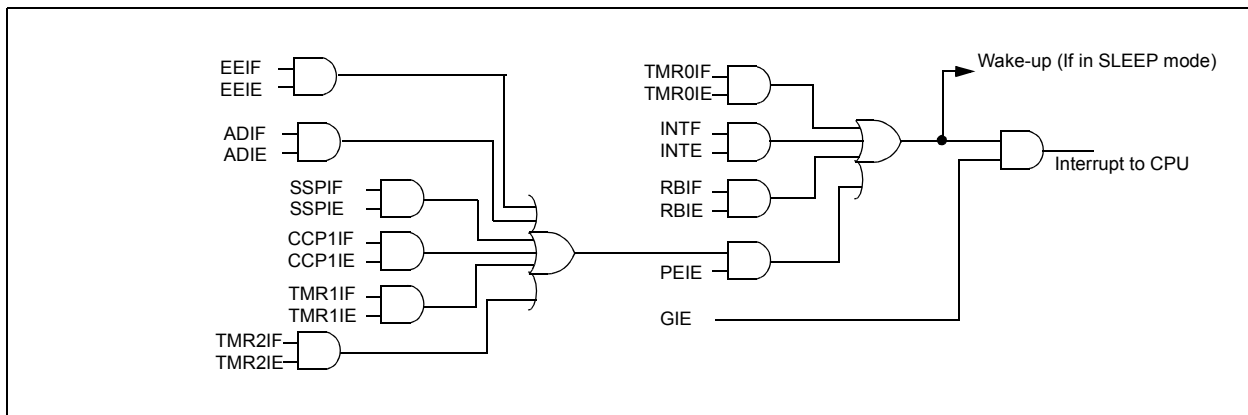 EEIF
EEIE
ADIF
ADIE
SSPIF
SSPIE
CCP1IF
CCP1IE
TMR1IF
TMR1IE
TMR2IF
TMR2IE
TMR0IF
TMR0IE
INTF
INTE
RBIF
RBIE
PEIE
GIE
Wake-up (If in SLEEP mode)
Interrupt to CPU